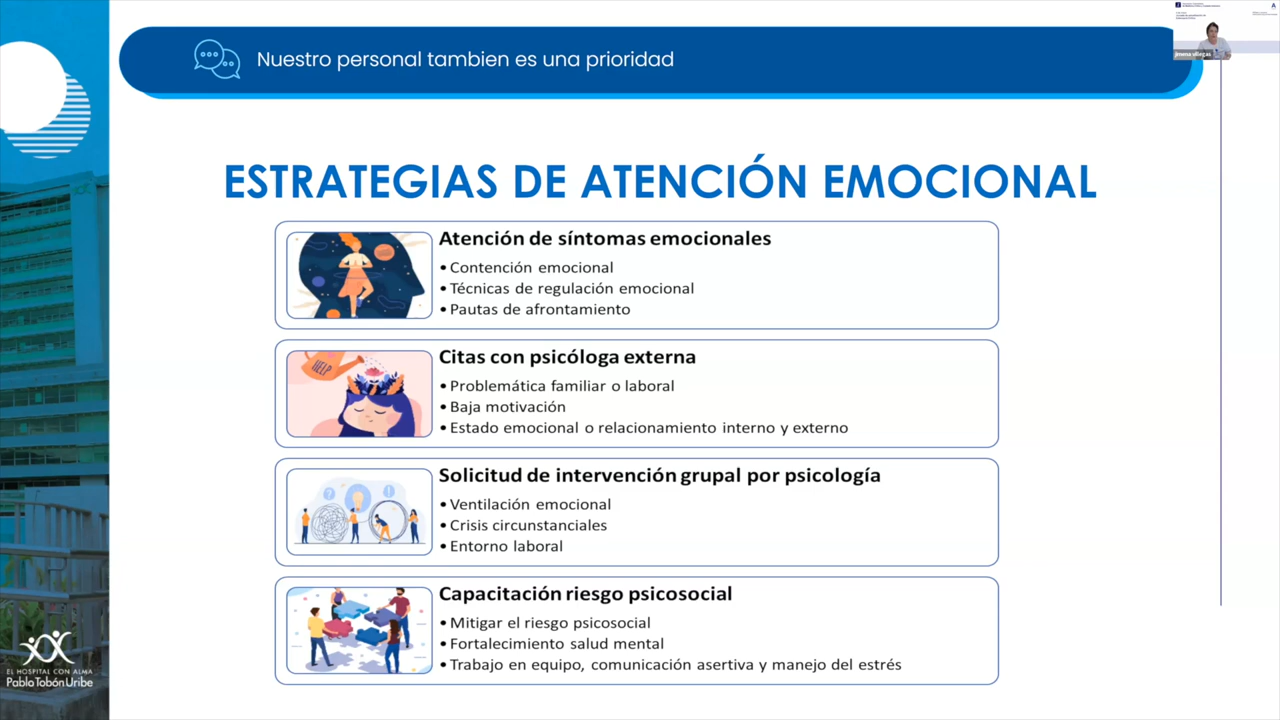 Nuestro personal tambien es una prioridad
jimena villegas
ESTRATEGIAS DE ATENCIÓN EMOCIONAL
Atención de síntomas emocionales
• Contención emocional
• Técnicas de regulación emocional
• Pautas de afrontamiento
HELP
Citas con psicóloga externa
• Problemática familiar o laboral
• Baja motivación
• Estado emocional o relacionamiento interno y externo
Solicitud de intervención grupal por psicología
• Ventilación emocional
• Crisis circunstanciales
• Entorno laboral
Capacitación riesgo psicosocial
• Mitigar el riesgo psicosocial
• Fortalecimiento salud mental
• Trabajo en equipo, comunicación asertiva y manejo del estrés
EL HOSPITAL CON ALMA
Pablo Tobón Uribe